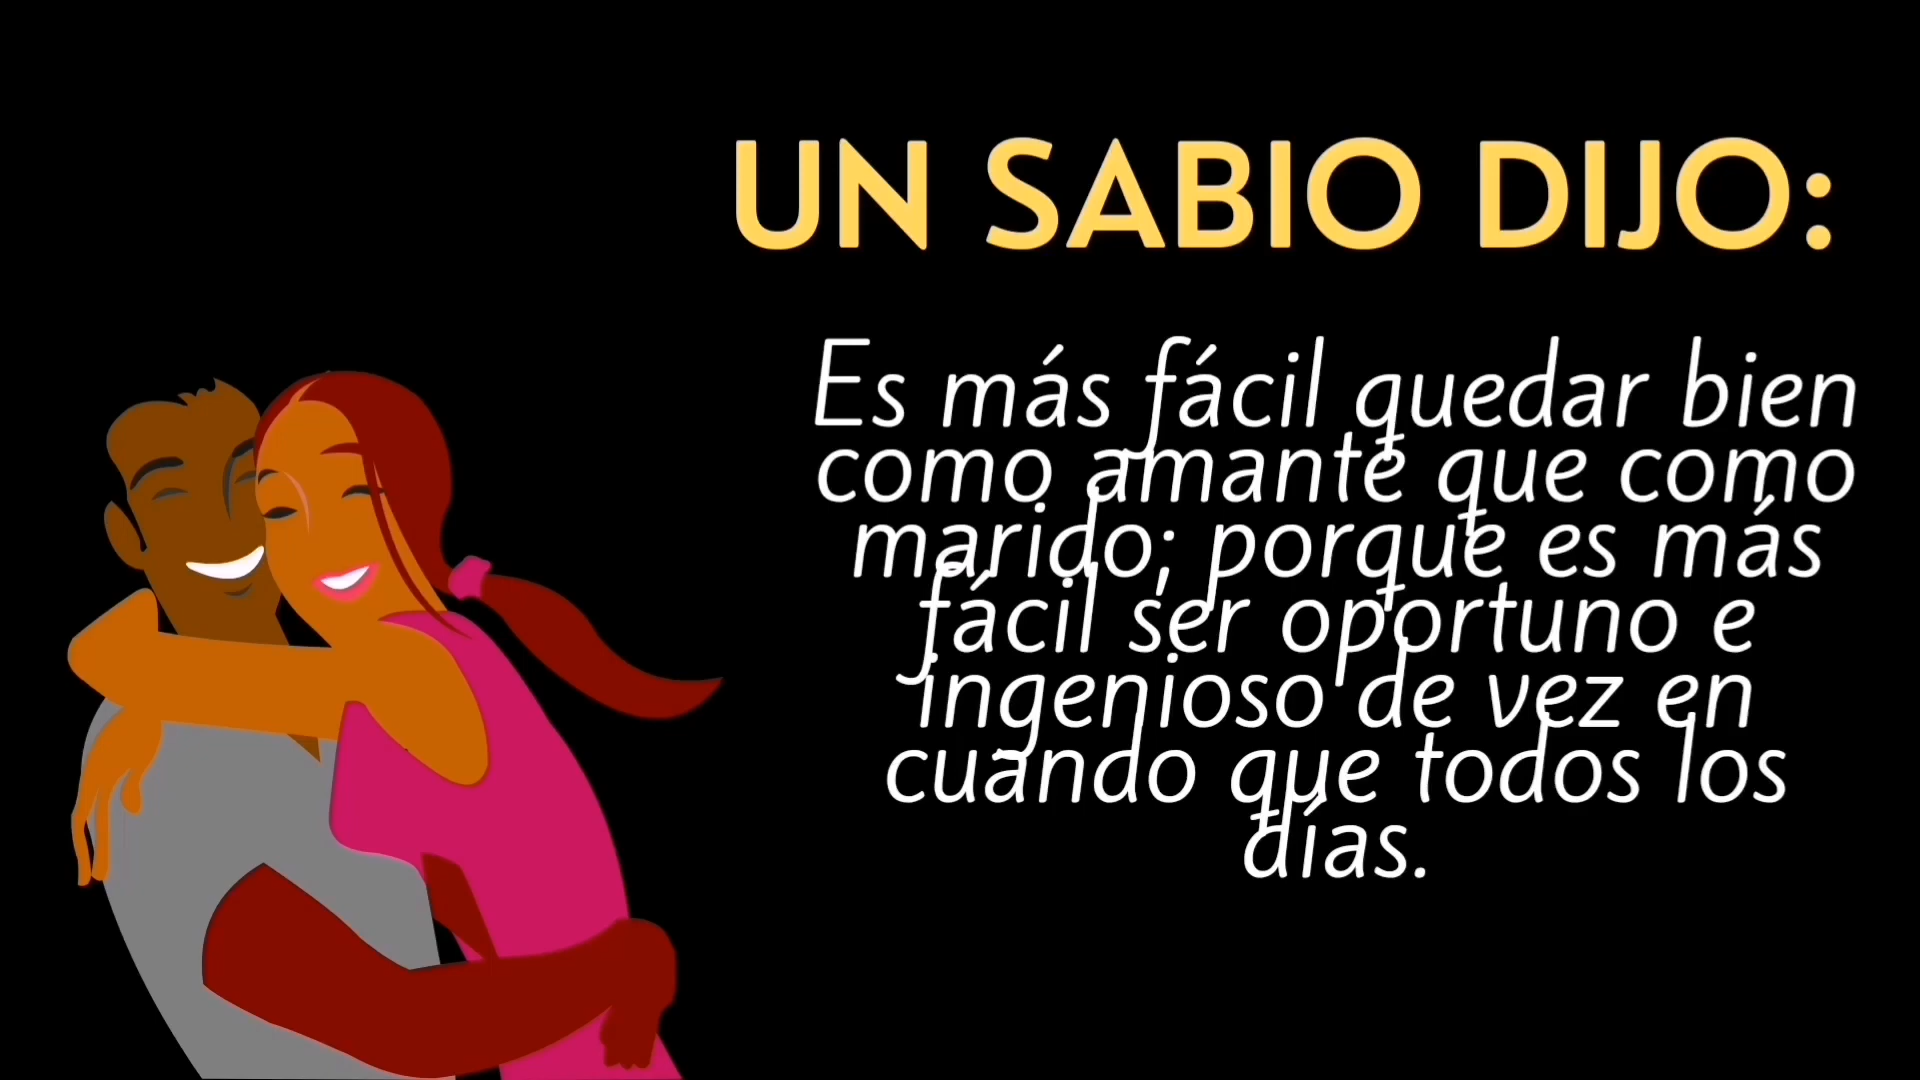 UN SABIO DIJO:
Es más fácil quedar bien
como amante que como
marido; porque es más
fácil ser oportuno e
ingenioso de vez en
cuando que todos los
días.